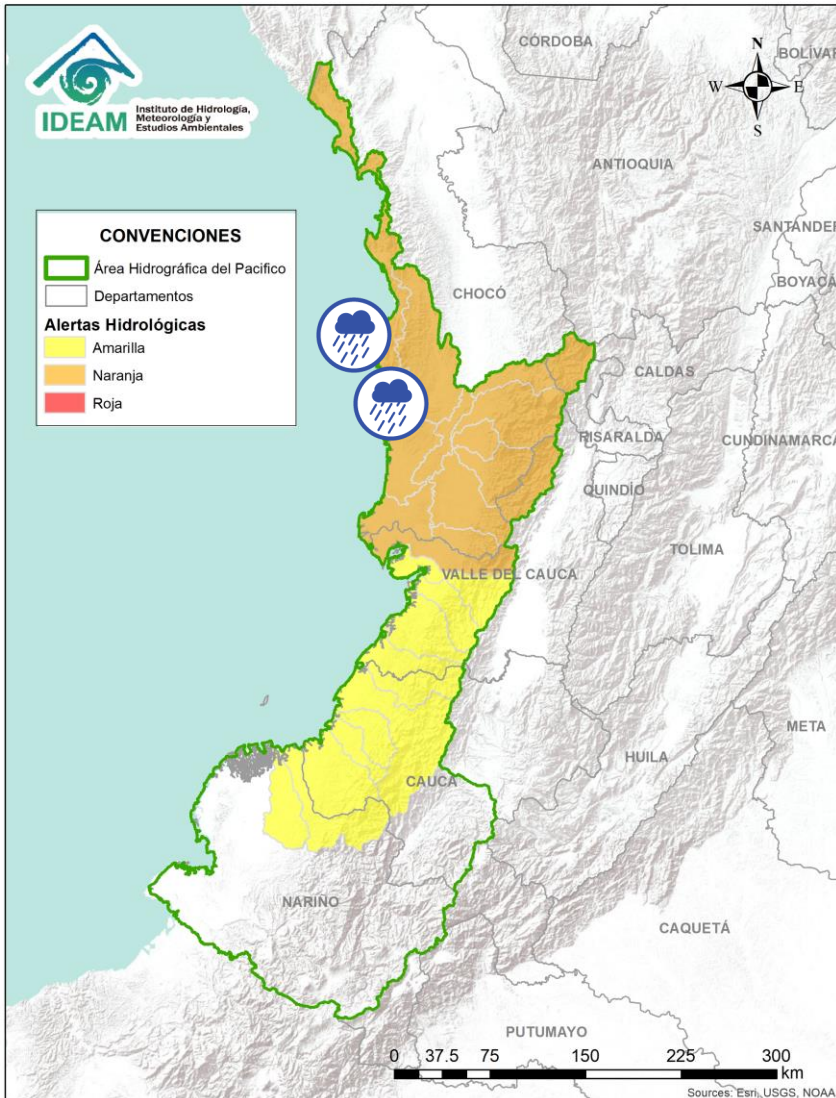 CÓRDOBA
BOLÍVAR
N
W E
S
IDEAM
Instituto de Hidrología,
Meteorología y
Estudios Ambientales
ANTIOQUIA
SANTANDER
CONVENCIONES
Área Hidrográfica del Pacifico
Departamentos
Alertas Hidrológicas
Amarilla
Naranja
Roja
BOYACÁ
CHOCÓ
CALDAS
RISARALDA
CUNDINAMARCA
QUINDÍO
TOLIMA
VALLE DEL CAUCA
META
HUILA
CAUCA
NARIÑO
CAQUETÁ
PUTUMAYO
0 37.5 75 150 225 300
km
Sources: Esri, USGS, NOAA